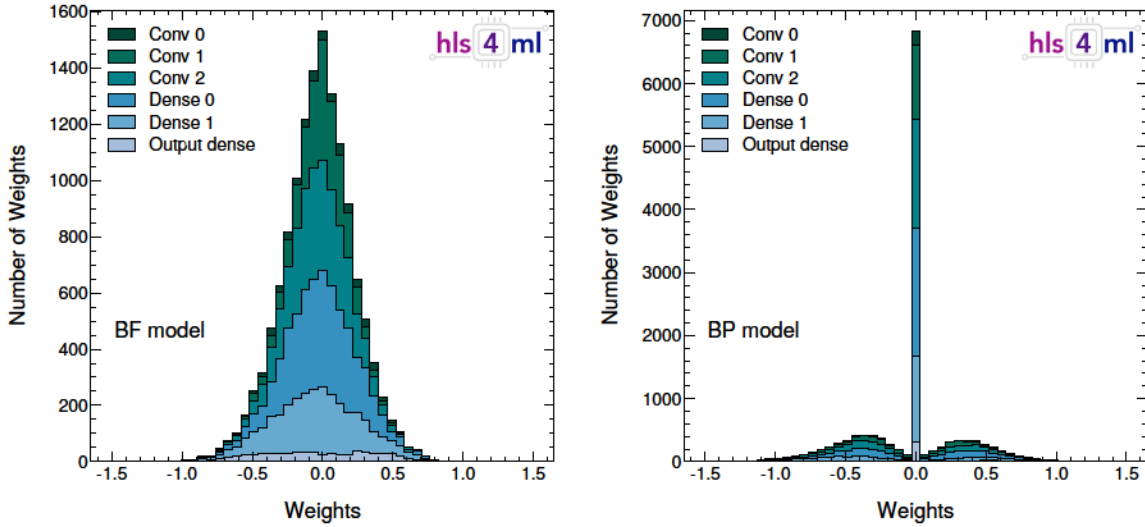 1600
1400
1200
1000
800
600
400
200
0
Number of Weights
Conv 0
Conv 1
Conv 2
Dense 0
Dense 1
Output dense
hls 4 ml
BF model
-1.5 -1.0 -0.5 0.0 0.5 1.0 1.5
Weights
7000
6000
5000
4000
3000
2000
1000
0
Number of Weights
Conv 0
Conv 1
Conv 2
Dense 0
Dense 1
Output dense
hls 4 ml
BP model
-1.5 -1.0 -0.5 0.0 0.5 1.0 1.5
Weights